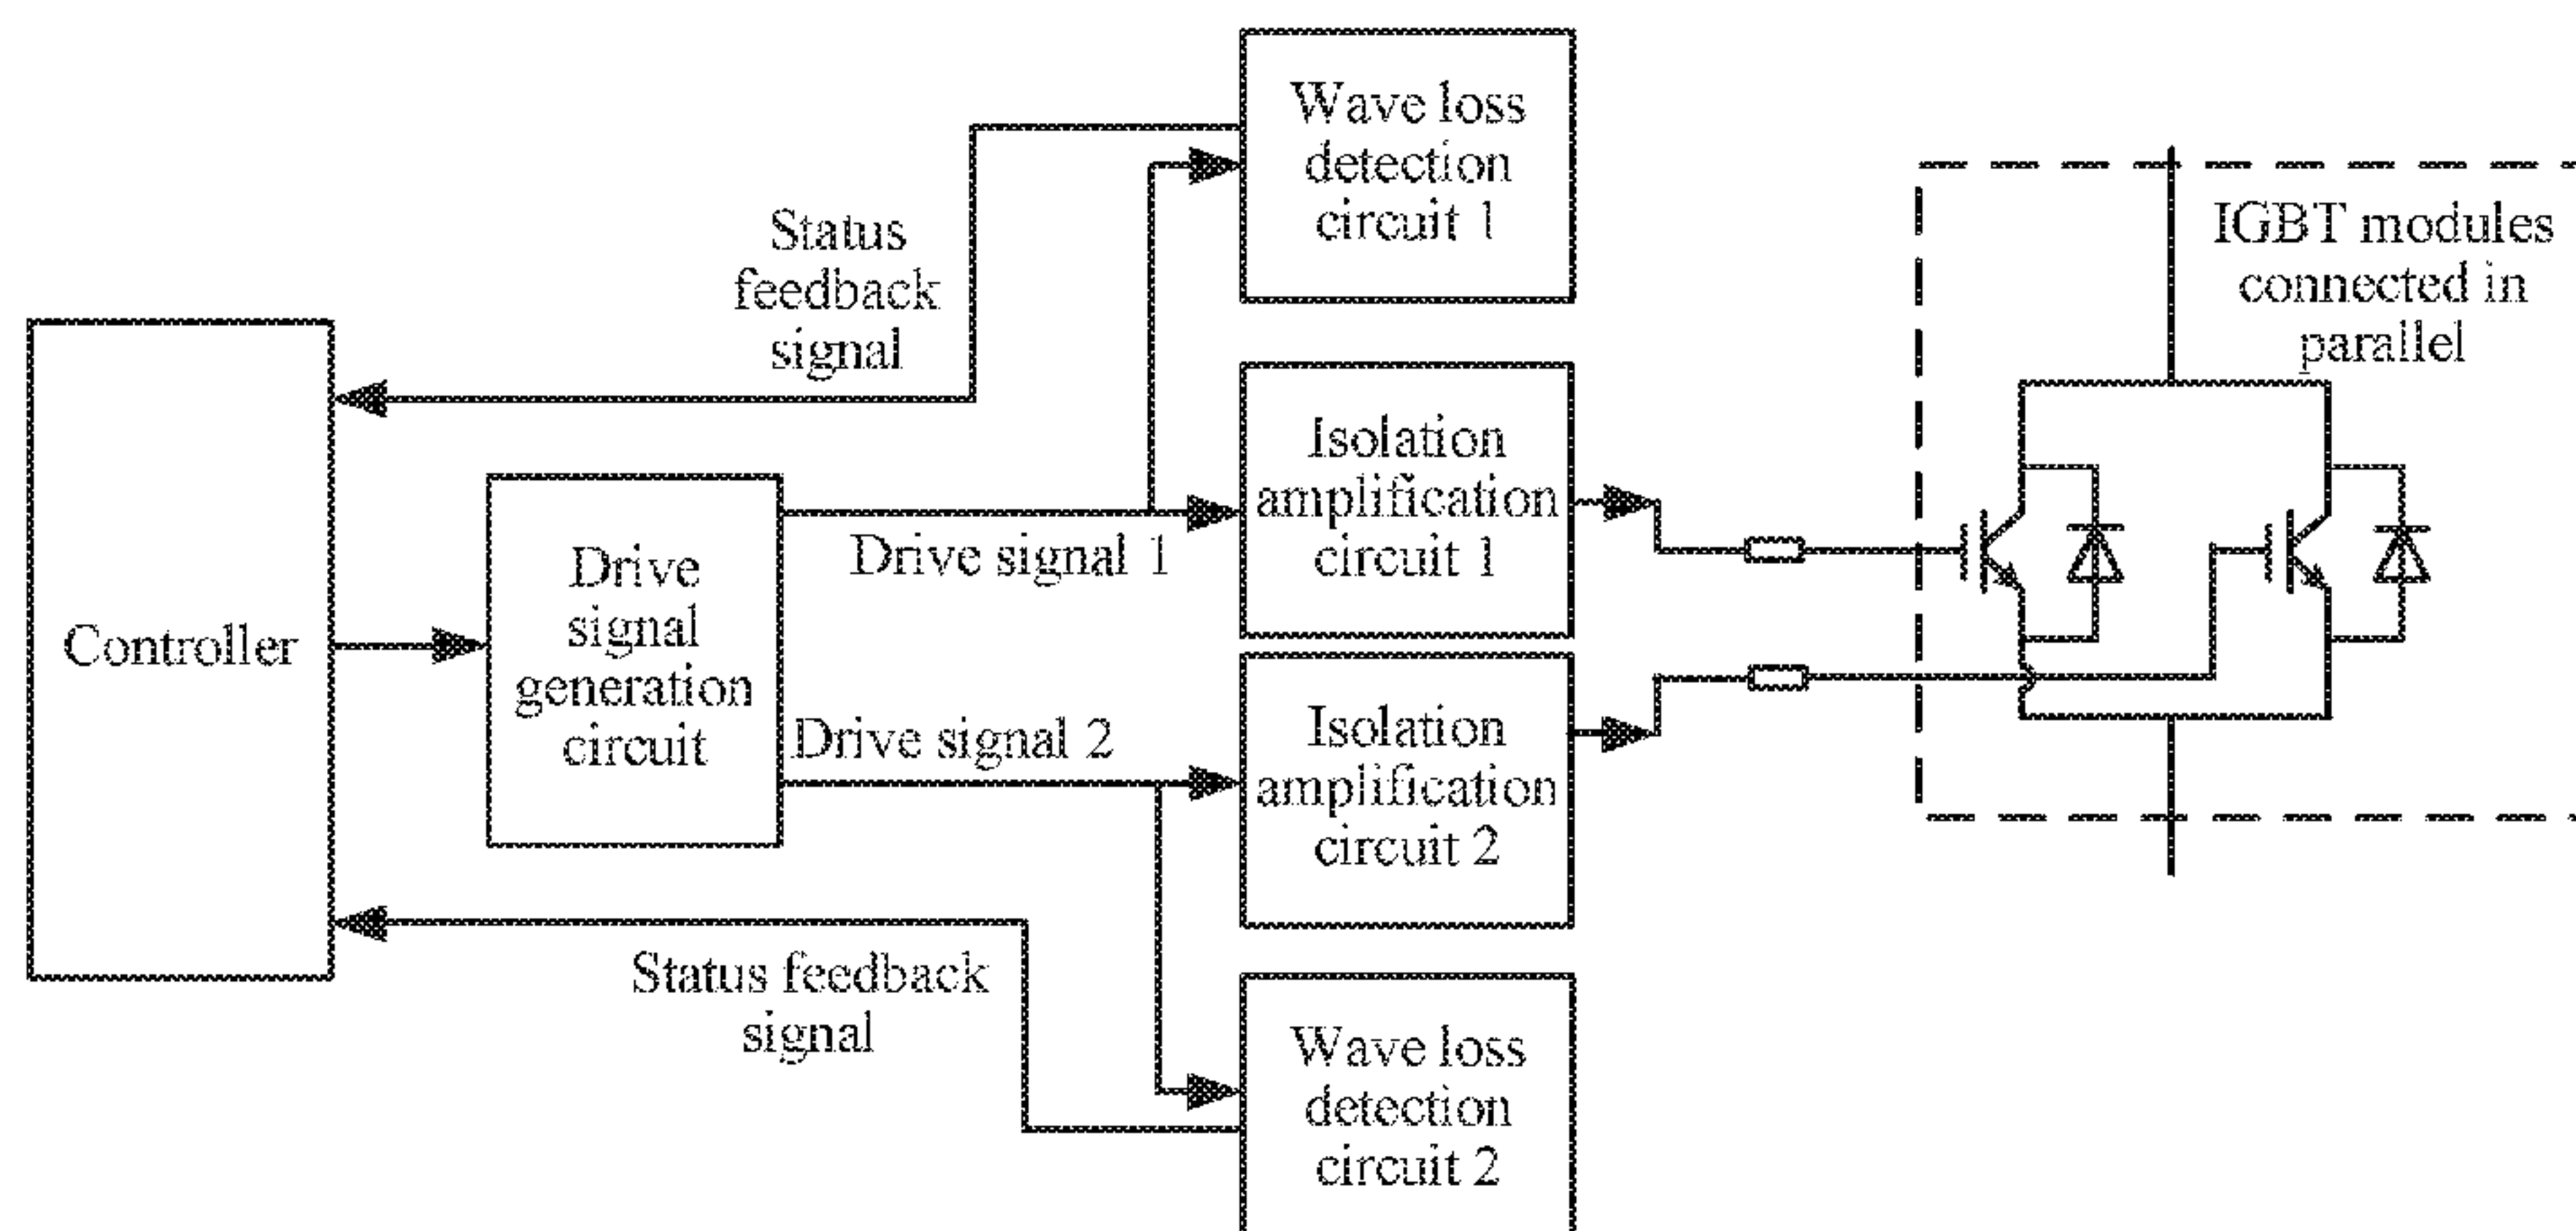 Wave loss
detection
circuit 1
Status
feedback
signal
IGBT modules
connected in
parallel
Isolation
amplification
circuit 1
Drive signal 1
Controller
Drive
signal
generation
circuit
Drive signal 2
Isolation
amplification
circuit 2
Status feedback
signal
Wave loss
detection
circuit 2